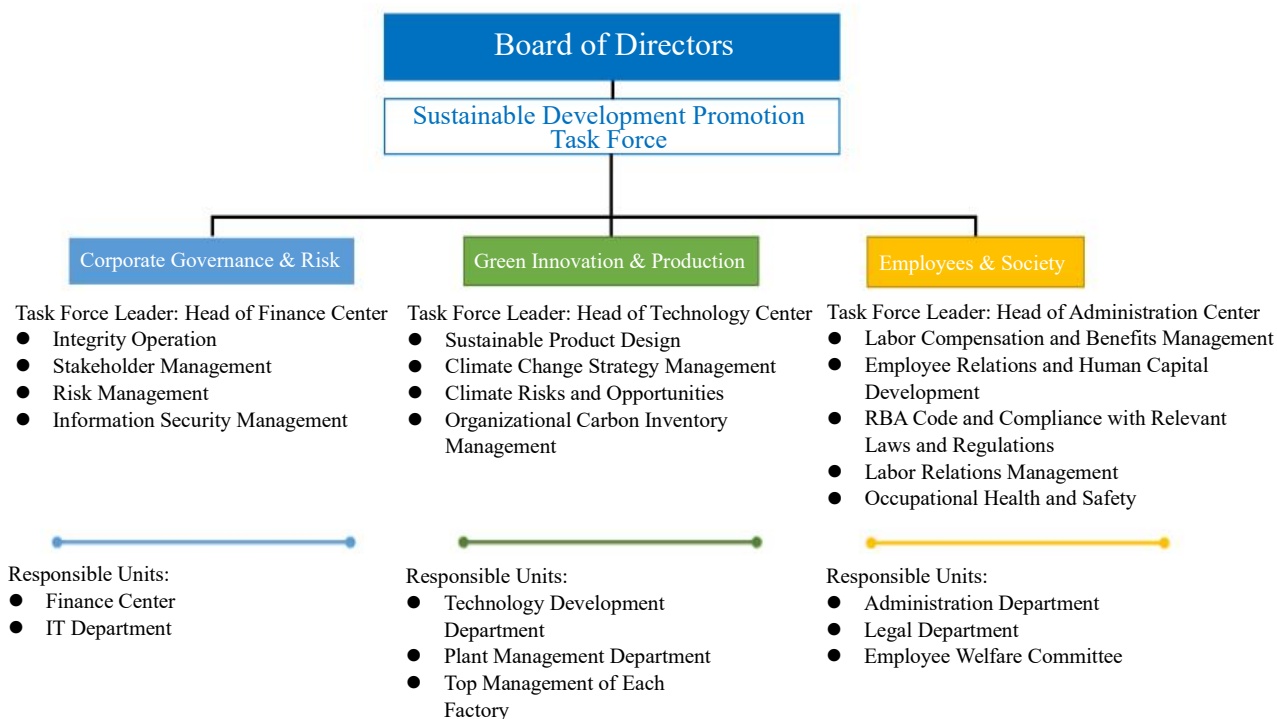 Board of Directors
Sustainable Development Promotion
Task Force
Corporate Governance & Risk
Task Force Leader: Head of Finance Center
● Integrity Operation
● Stakeholder Management
● Risk Management
● Information Security Management
Responsible Units:
● Finance Center
● IT Department
Green Innovation & Production
Task Force Leader: Head of Technology Center
● Sustainable Product Design
● Climate Change Strategy Management
● Climate Risks and Opportunities
● Organizational Carbon Inventory
Management
Responsible Units:
● Technology Development
Department
● Plant Management Department
● Top Management of Each
Factory
Employees & Society
Task Force Leader: Head of Administration Center
● Labor Compensation and Benefits Management
● Employee Relations and Human Capital
Development
● RBA Code and Compliance with Relevant
Laws and Regulations
● Labor Relations Management
● Occupational Health and Safety
Responsible Units:
● Administration Department
● Legal Department
● Employee Welfare Committee